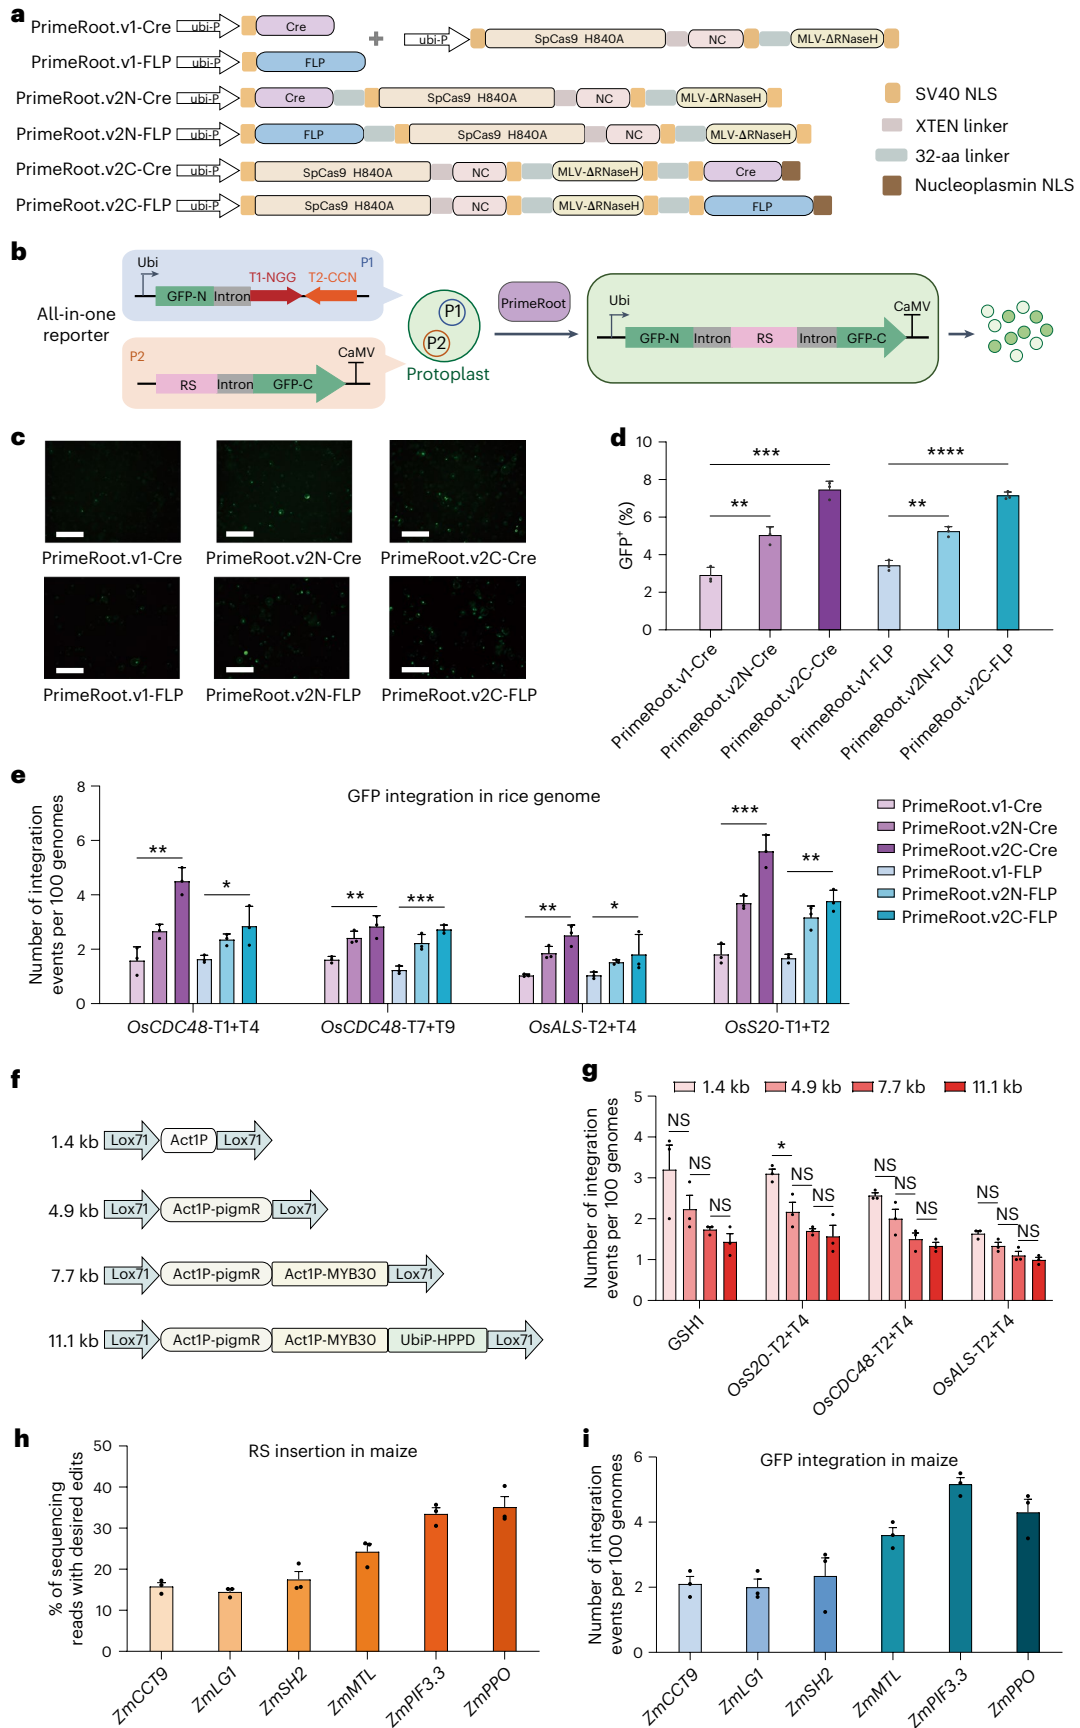 a
PrimeRoot.v1-Cre ubi-P Cre + ubi-P SpCas9 H840A NC MLV-ΔRNaseH
PrimeRoot.v1-FLP ubi-P FLP
PrimeRoot.v2N-Cre ubi-P Cre SpCas9 H840A NC MLV-ΔRNaseH
PrimeRoot.v2N-FLP ubi-P FLP SpCas9 H840A NC MLV-ΔRNaseH
PrimeRoot.v2C-Cre ubi-P SpCas9 H840A NC MLV-ΔRNaseH Cre
PrimeRoot.v2C-FLP ubi-P SpCas9 H840A NC MLV-ΔRNaseH FLP
SV40 NLS
XTEN linker
32-aa linker
Nucleoplasmin NLS
b
All-in-one
reporter
Ubi P1
T1-NGG T2-CCN
GFP-N Intron
P2 CaMV
RS Intron GFP-C
P1
P2
Protoplast
PrimeRoot
Ubi CaMV
GFP-N Intron RS Intron GFP-C
c
PrimeRoot.v1-Cre PrimeRoot.v2N-Cre PrimeRoot.v2C-Cre
PrimeRoot.v1-FLP PrimeRoot.v2N-FLP PrimeRoot.v2C-FLP
d
GFP⁺ (%)
10
8
6
4
2
0
*** ****
** **
PrimeRoot.v1-Cre
PrimeRoot.v2N-Cre
PrimeRoot.v2C-Cre
PrimeRoot.v1-FLP
PrimeRoot.v2N-FLP
PrimeRoot.v2C-FLP
e
GFP integration in rice genome
Number of integration
events per 100 genomes
8
6
4
2
0
** * ** *** ** * *** **
OsCDC48-T1+T4 OsCDC48-T7+T9 OsALS-T2+T4 OsS20-T1+T2
PrimeRoot.v1-Cre
PrimeRoot.v2N-Cre
PrimeRoot.v2C-Cre
PrimeRoot.v1-FLP
PrimeRoot.v2N-FLP
PrimeRoot.v2C-FLP
f
1.4 kb Lox71 Act1P Lox71
4.9 kb Lox71 Act1P-pigmR Lox71
7.7 kb Lox71 Act1P-pigmR Act1P-MYB30 Lox71
11.1 kb Lox71 Act1P-pigmR Act1P-MYB30 UbiP-HPPD Lox71
g
1.4 kb 4.9 kb 7.7 kb 11.1 kb
Number of integration
events per 100 genomes
5
4
3
2
1
0
NS NS NS
* NS NS
NS NS NS
NS NS NS
GSH1
OsS20-T2+T4
OsCDC48-T2+T4
OsALS-T2+T4
h
RS insertion in maize
% of sequencing
reads with desired edits
50
40
30
20
10
0
ZmCCT9
ZmLG1
ZmSH2
ZmMTL
ZmPIF3.3
ZmPPO
i
GFP integration in maize
Number of integration
events per 100 genomes
6
4
2
0
ZmCCT9
ZmLG1
ZmSH2
ZmMTL
ZmPIF3.3
ZmPPO